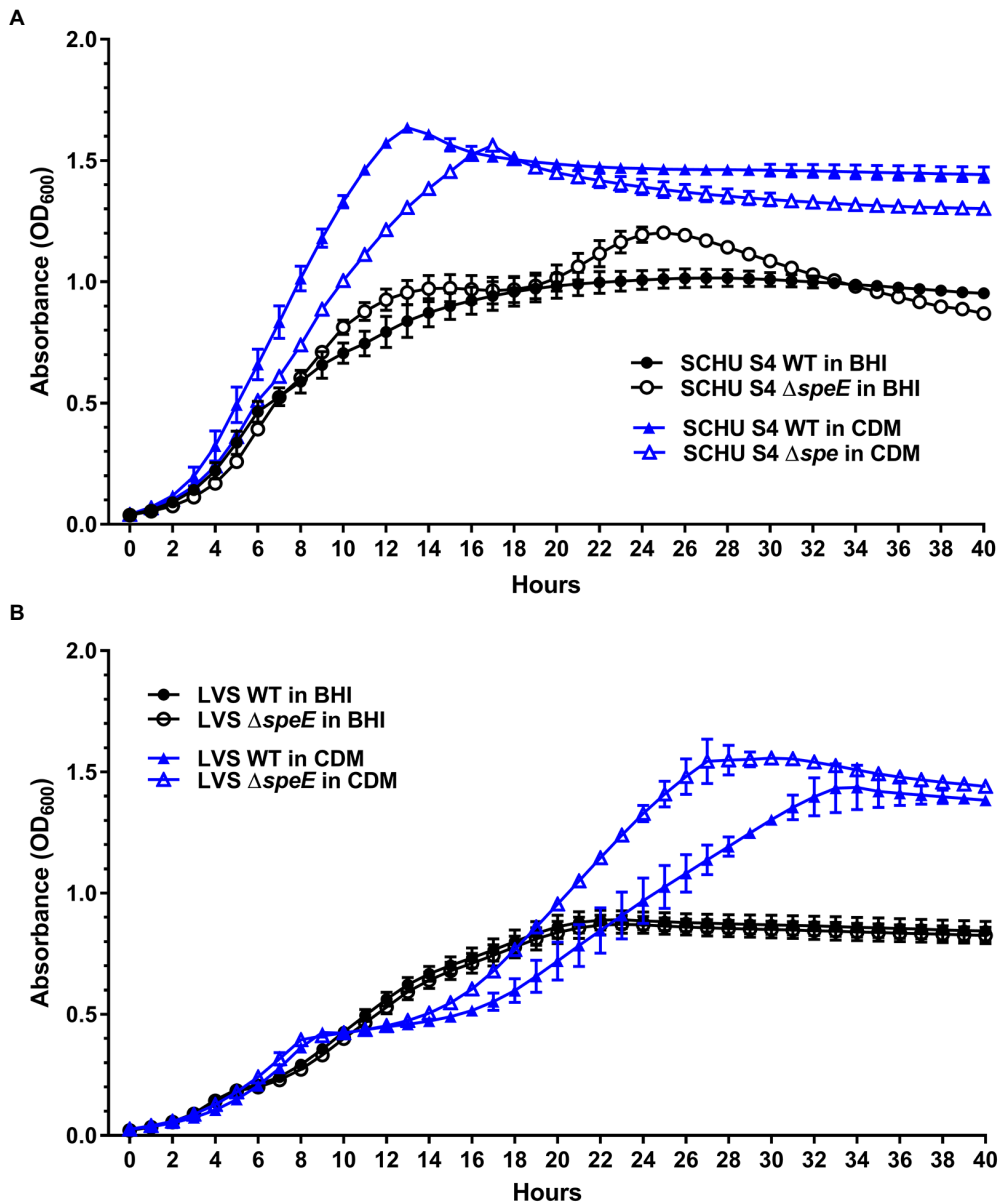 A
2.0
1.5
1.0
0.5
0.0
Absorbance (OD600)
SCHU S4 WT in BHI
SCHU S4 ΔspeE in BHI
SCHU S4 WT in CDM
SCHU S4 Δspe in CDM
0 2 4 6 8 10 12 14 16 18 20 22 24 26 28 30 32 34 36 38 40
Hours
B
2.0
1.5
1.0
0.5
0.0
Absorbance (OD600)
LVS WT in BHI
LVS ΔspeE in BHI
LVS WT in CDM
LVS ΔspeE in CDM
0 2 4 6 8 10 12 14 16 18 20 22 24 26 28 30 32 34 36 38 40
Hours